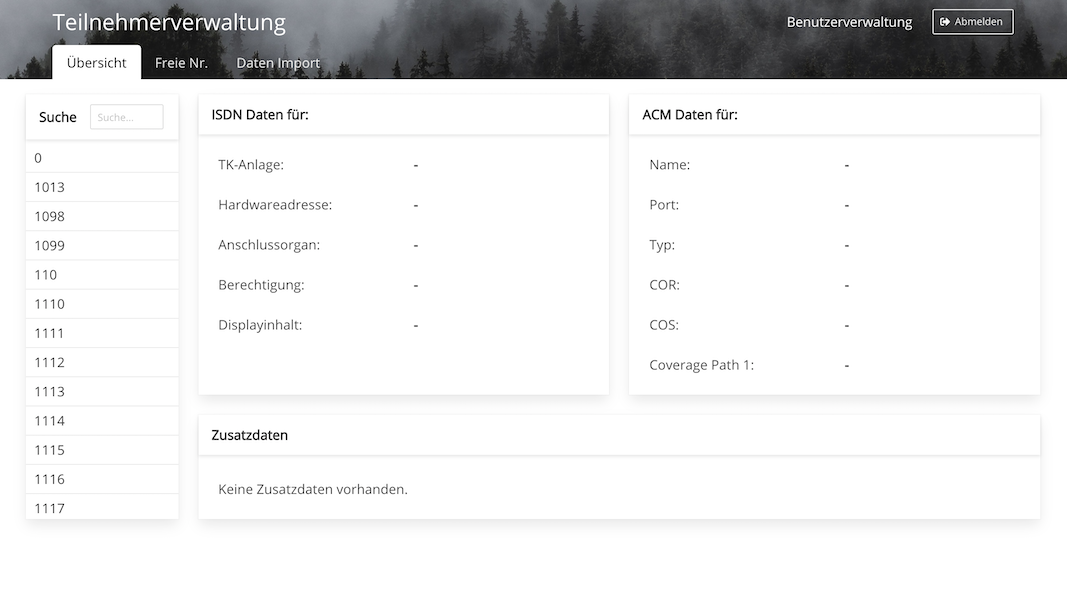 Teilnehmerverwaltung
Benutzerverwaltung
Abmelden
Übersicht
Freie Nr.
Daten Import
Suche
Suche...
0
1013
1098
1099
110
1110
1111
1112
1113
1114
1115
1116
1117
ISDN Daten für:
TK-Anlage: -
Hardwareadresse: -
Anschlussorgan: -
Berechtigung: -
Displayinhalt: -
ACM Daten für:
Name: -
Port: -
Typ: -
COR: -
COS: -
Coverage Path 1: -
Zusatzdaten
Keine Zusatzdaten vorhanden.